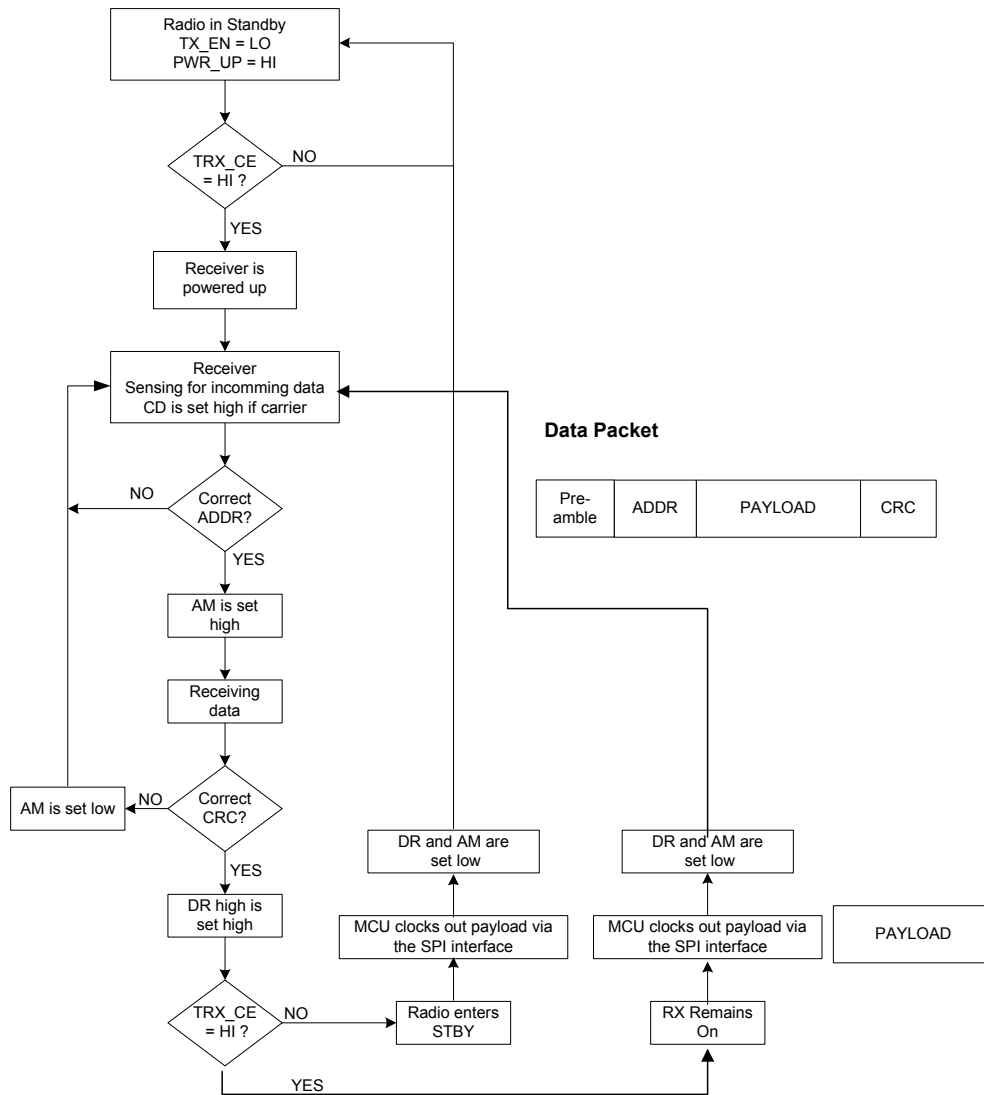 Radio in Standby
TX_EN = LO
PWR_UP = HI
TRX_CE
= HI ?
NO
YES
Receiver is
powered up
Receiver
Sensing for incomming data
CD is set high if carrier
Data Packet
Pre-
amble
ADDR
PAYLOAD
CRC
NO
Correct
ADDR?
YES
AM is set
high
Receiving
data
AM is set low
NO
Correct
CRC?
YES
DR high is
set high
TRX_CE
= HI ?
NO
YES
Radio enters
STBY
MCU clocks out payload via
the SPI interface
DR and AM are
set low
RX Remains
On
MCU clocks out payload via
the SPI interface
DR and AM are
set low
PAYLOAD